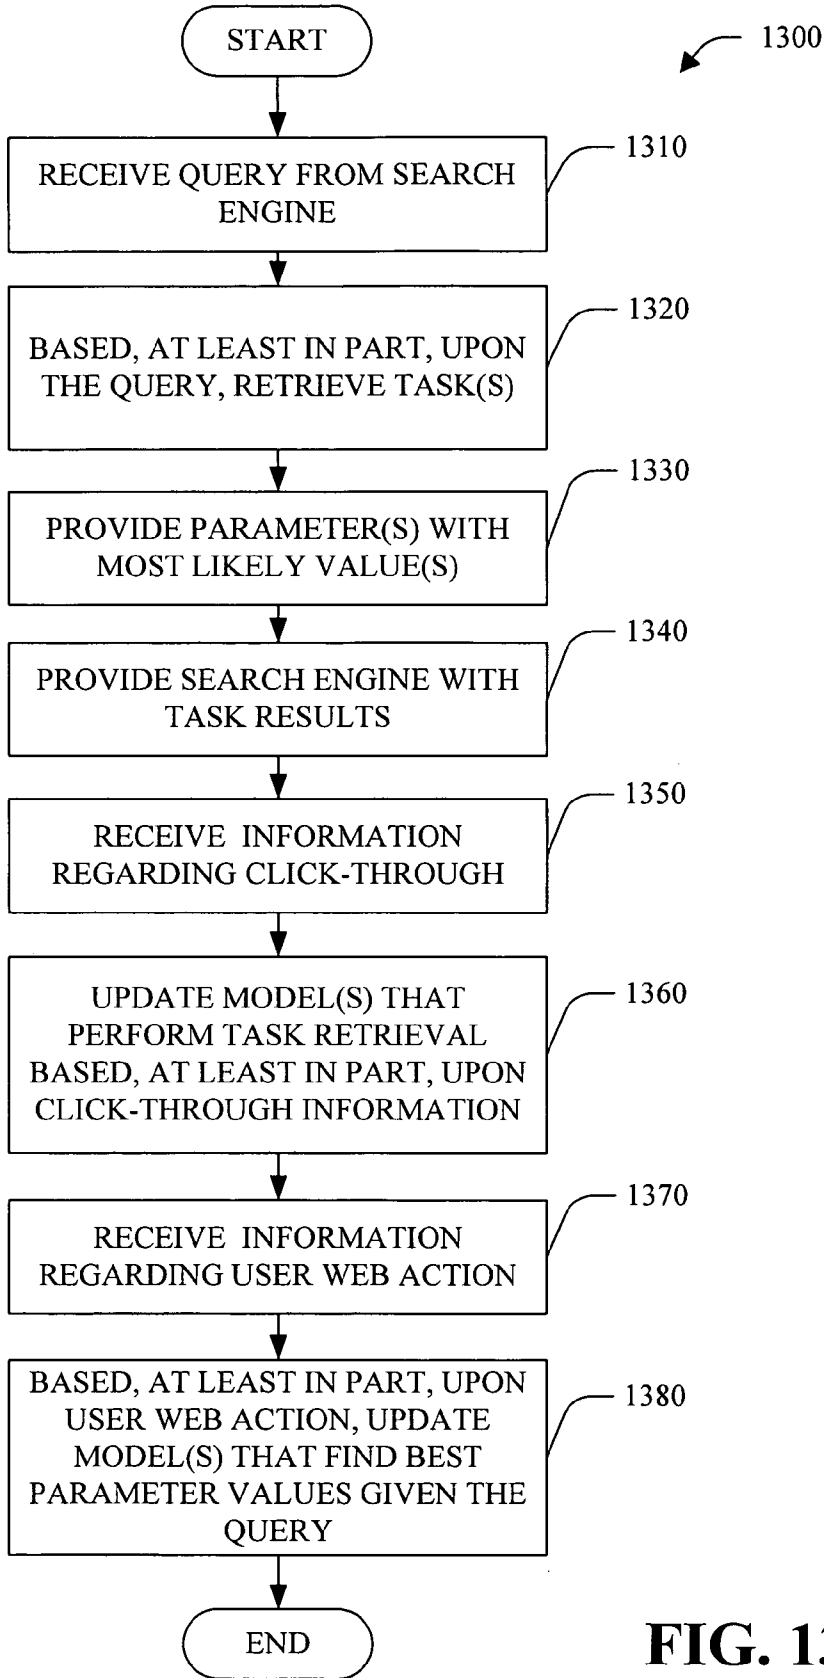 START
1300
RECEIVE QUERY FROM SEARCH
ENGINE
1310
BASED, AT LEAST IN PART, UPON
THE QUERY, RETRIEVE TASK(S)
1320
PROVIDE PARAMETER(S) WITH
MOST LIKELY VALUE(S)
1330
PROVIDE SEARCH ENGINE WITH
TASK RESULTS
1340
RECEIVE INFORMATION
REGARDING CLICK-THROUGH
1350
UPDATE MODEL(S) THAT
PERFORM TASK RETRIEVAL
BASED, AT LEAST IN PART, UPON
CLICK-THROUGH INFORMATION
1360
RECEIVE INFORMATION
REGARDING USER WEB ACTION
1370
BASED, AT LEAST IN PART, UPON
USER WEB ACTION, UPDATE
MODEL(S) THAT FIND BEST
PARAMETER VALUES GIVEN THE
QUERY
1380
END
FIG. 13